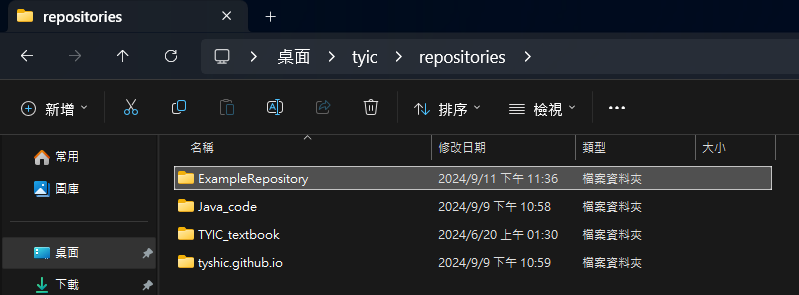 repositories
桌面 tyic repositories
新增 排序 檢視
名稱 修改日期 類型 大小
常用
圖庫
桌面
下載
ExampleRepository 2024/9/11 下午 11:36 檔案資料夾
Java_code 2024/9/9 下午 10:58 檔案資料夾
TYIC_textbook 2024/6/20 上午 01:30 檔案資料夾
tyshic.github.io 2024/9/9 下午 10:59 檔案資料夾